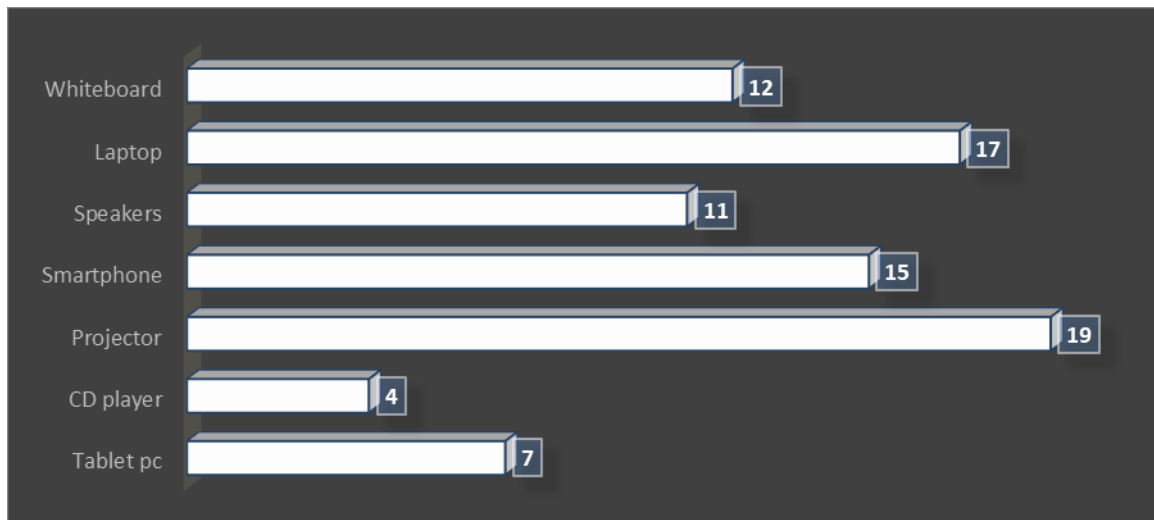 Whiteboard 12
Laptop 17
Speakers 11
Smartphone 15
Projector 19
CD player 4
Tablet pc 7